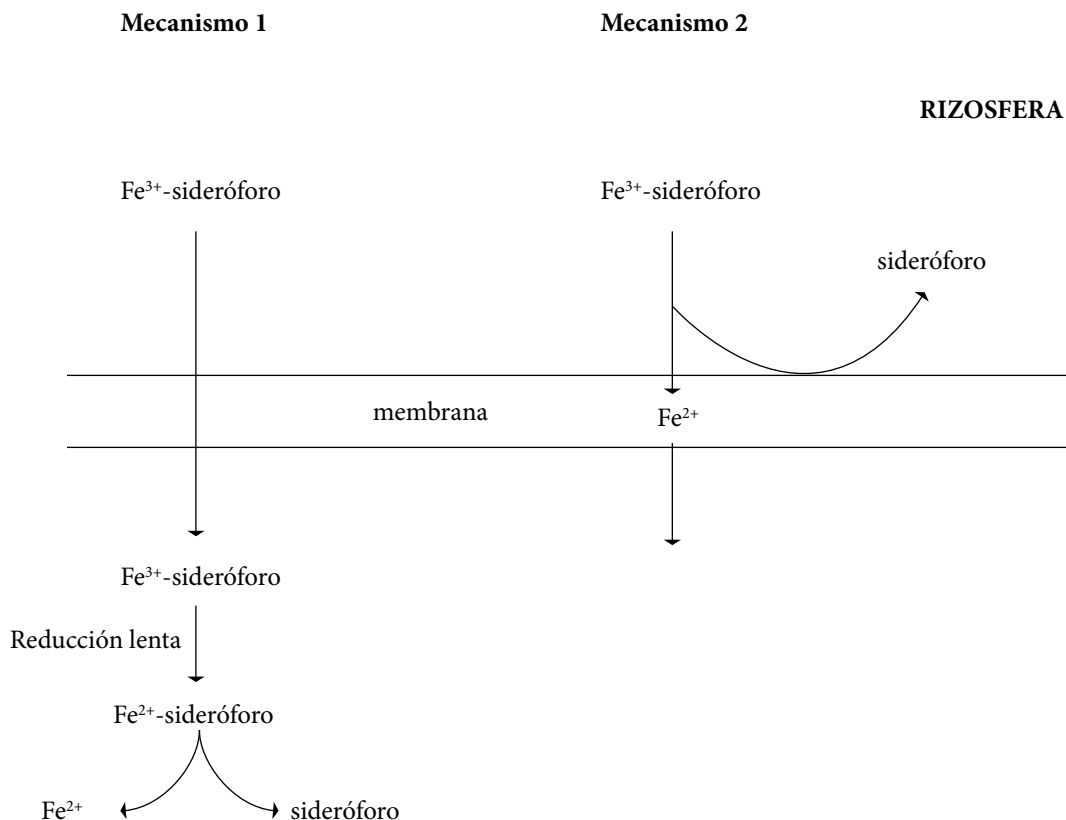 Mecanismo 1
Mecanismo 2
RIZOSFERA
Fe³⁺-sideróforo
Fe³⁺-sideróforo
sideróforo
membrana
Fe²⁺
Fe³⁺-sideróforo
Reducción lenta
Fe²⁺-sideróforo
Fe²⁺
sideróforo